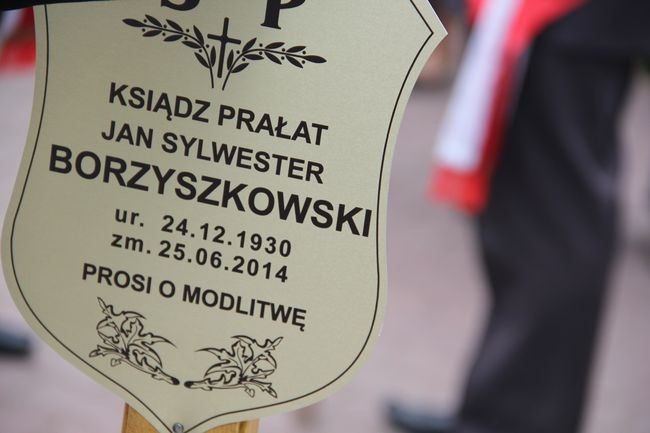 S P
KSIĄDZ PRAŁAT
JAN SYLWESTER
BORZYSZKOWSKI
ur. 24.12.1930
zm. 25.06.2014
PROSI O MODLITWĘ